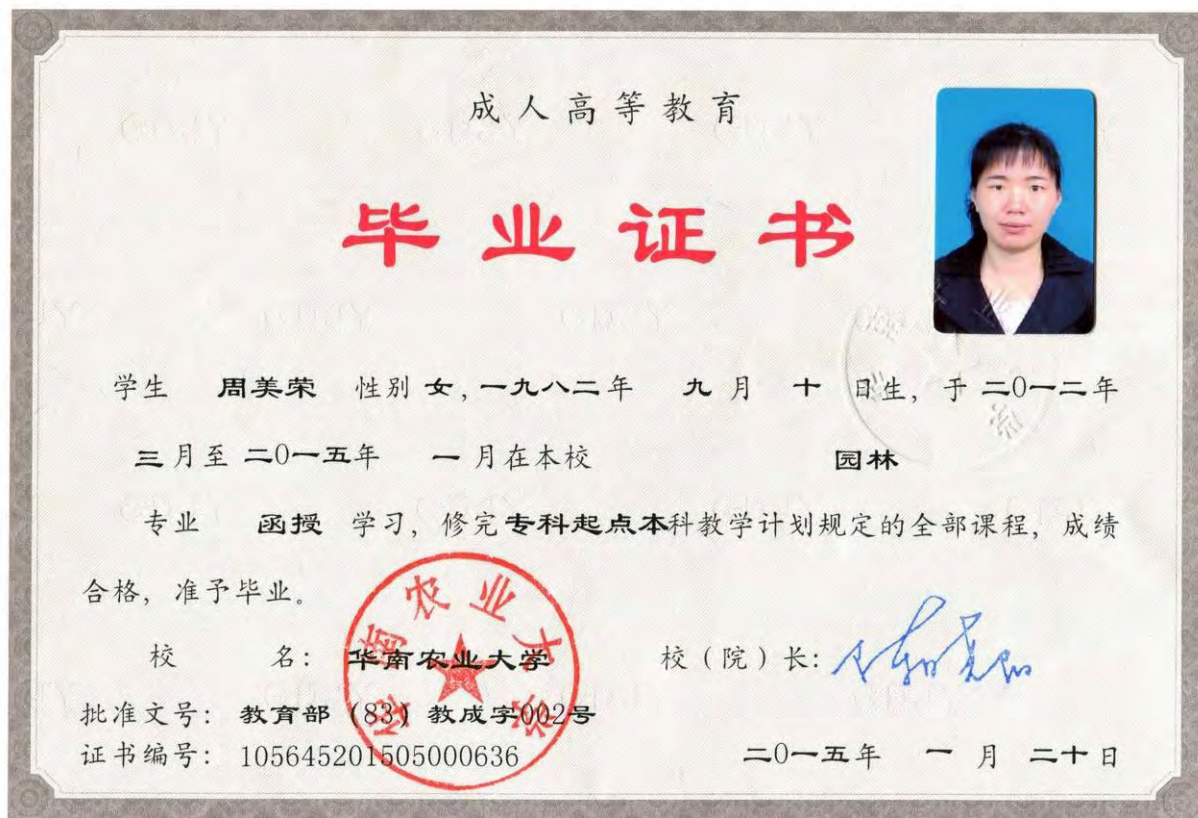 成人高等教育
毕业证书
学生 周美荣 性别 女，一九八二年 九月 十 日生，于 二0一二年
三月至 二0一五年 一月在本校 园林
专业 函授 学习，修完专科起点本科教学计划规定的全部课程，成绩
合格，准予毕业。
校 名： 华南农业大学 校（院）长：
华南农业大学
批准文号： 教育部（83）教成字002号
证书编号： 105645201505000636 二0一五年 一月 二十日